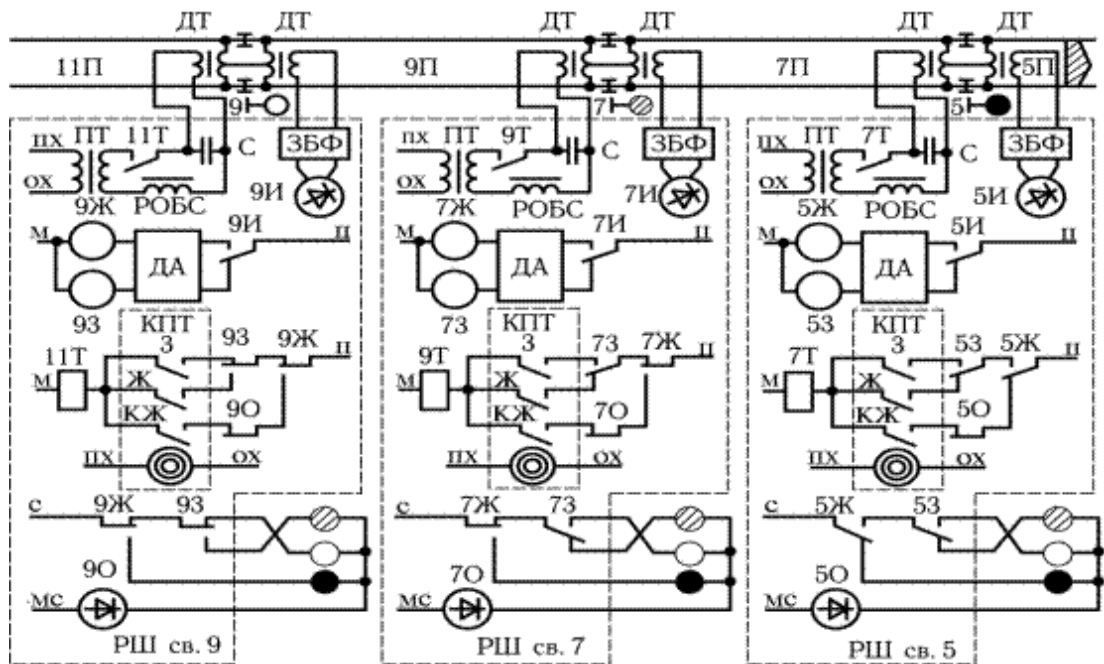 ДТ ДТ ДТ ДТ ДТ ДТ
11П 9П 7П 5П
9 7 5
ПХ ПТ 11Т С ЗБФ ПХ ПТ 9Т С ЗБФ ПХ ПТ 7Т С ЗБФ
ОХ РОБС 9И ОХ РОБС 7И ОХ РОБС 5И
9Ж 9И 7Ж 7И 5Ж 5И
М ДА П М ДА П М ДА П
93 КПТ 73 КПТ 53 КПТ
11Т З 93 9Ж П 9Т З 73 7Ж П 7Т З 53 5Ж П
М Ж М Ж М Ж
КЖ 9О КЖ 7О КЖ 5О
ПХ ОХ ПХ ОХ ПХ ОХ
С 9Ж 93 С 7Ж 73 С 5Ж 53
9О 7О 5О
МС МС МС
РШ св. 9 РШ св. 7 РШ св. 5